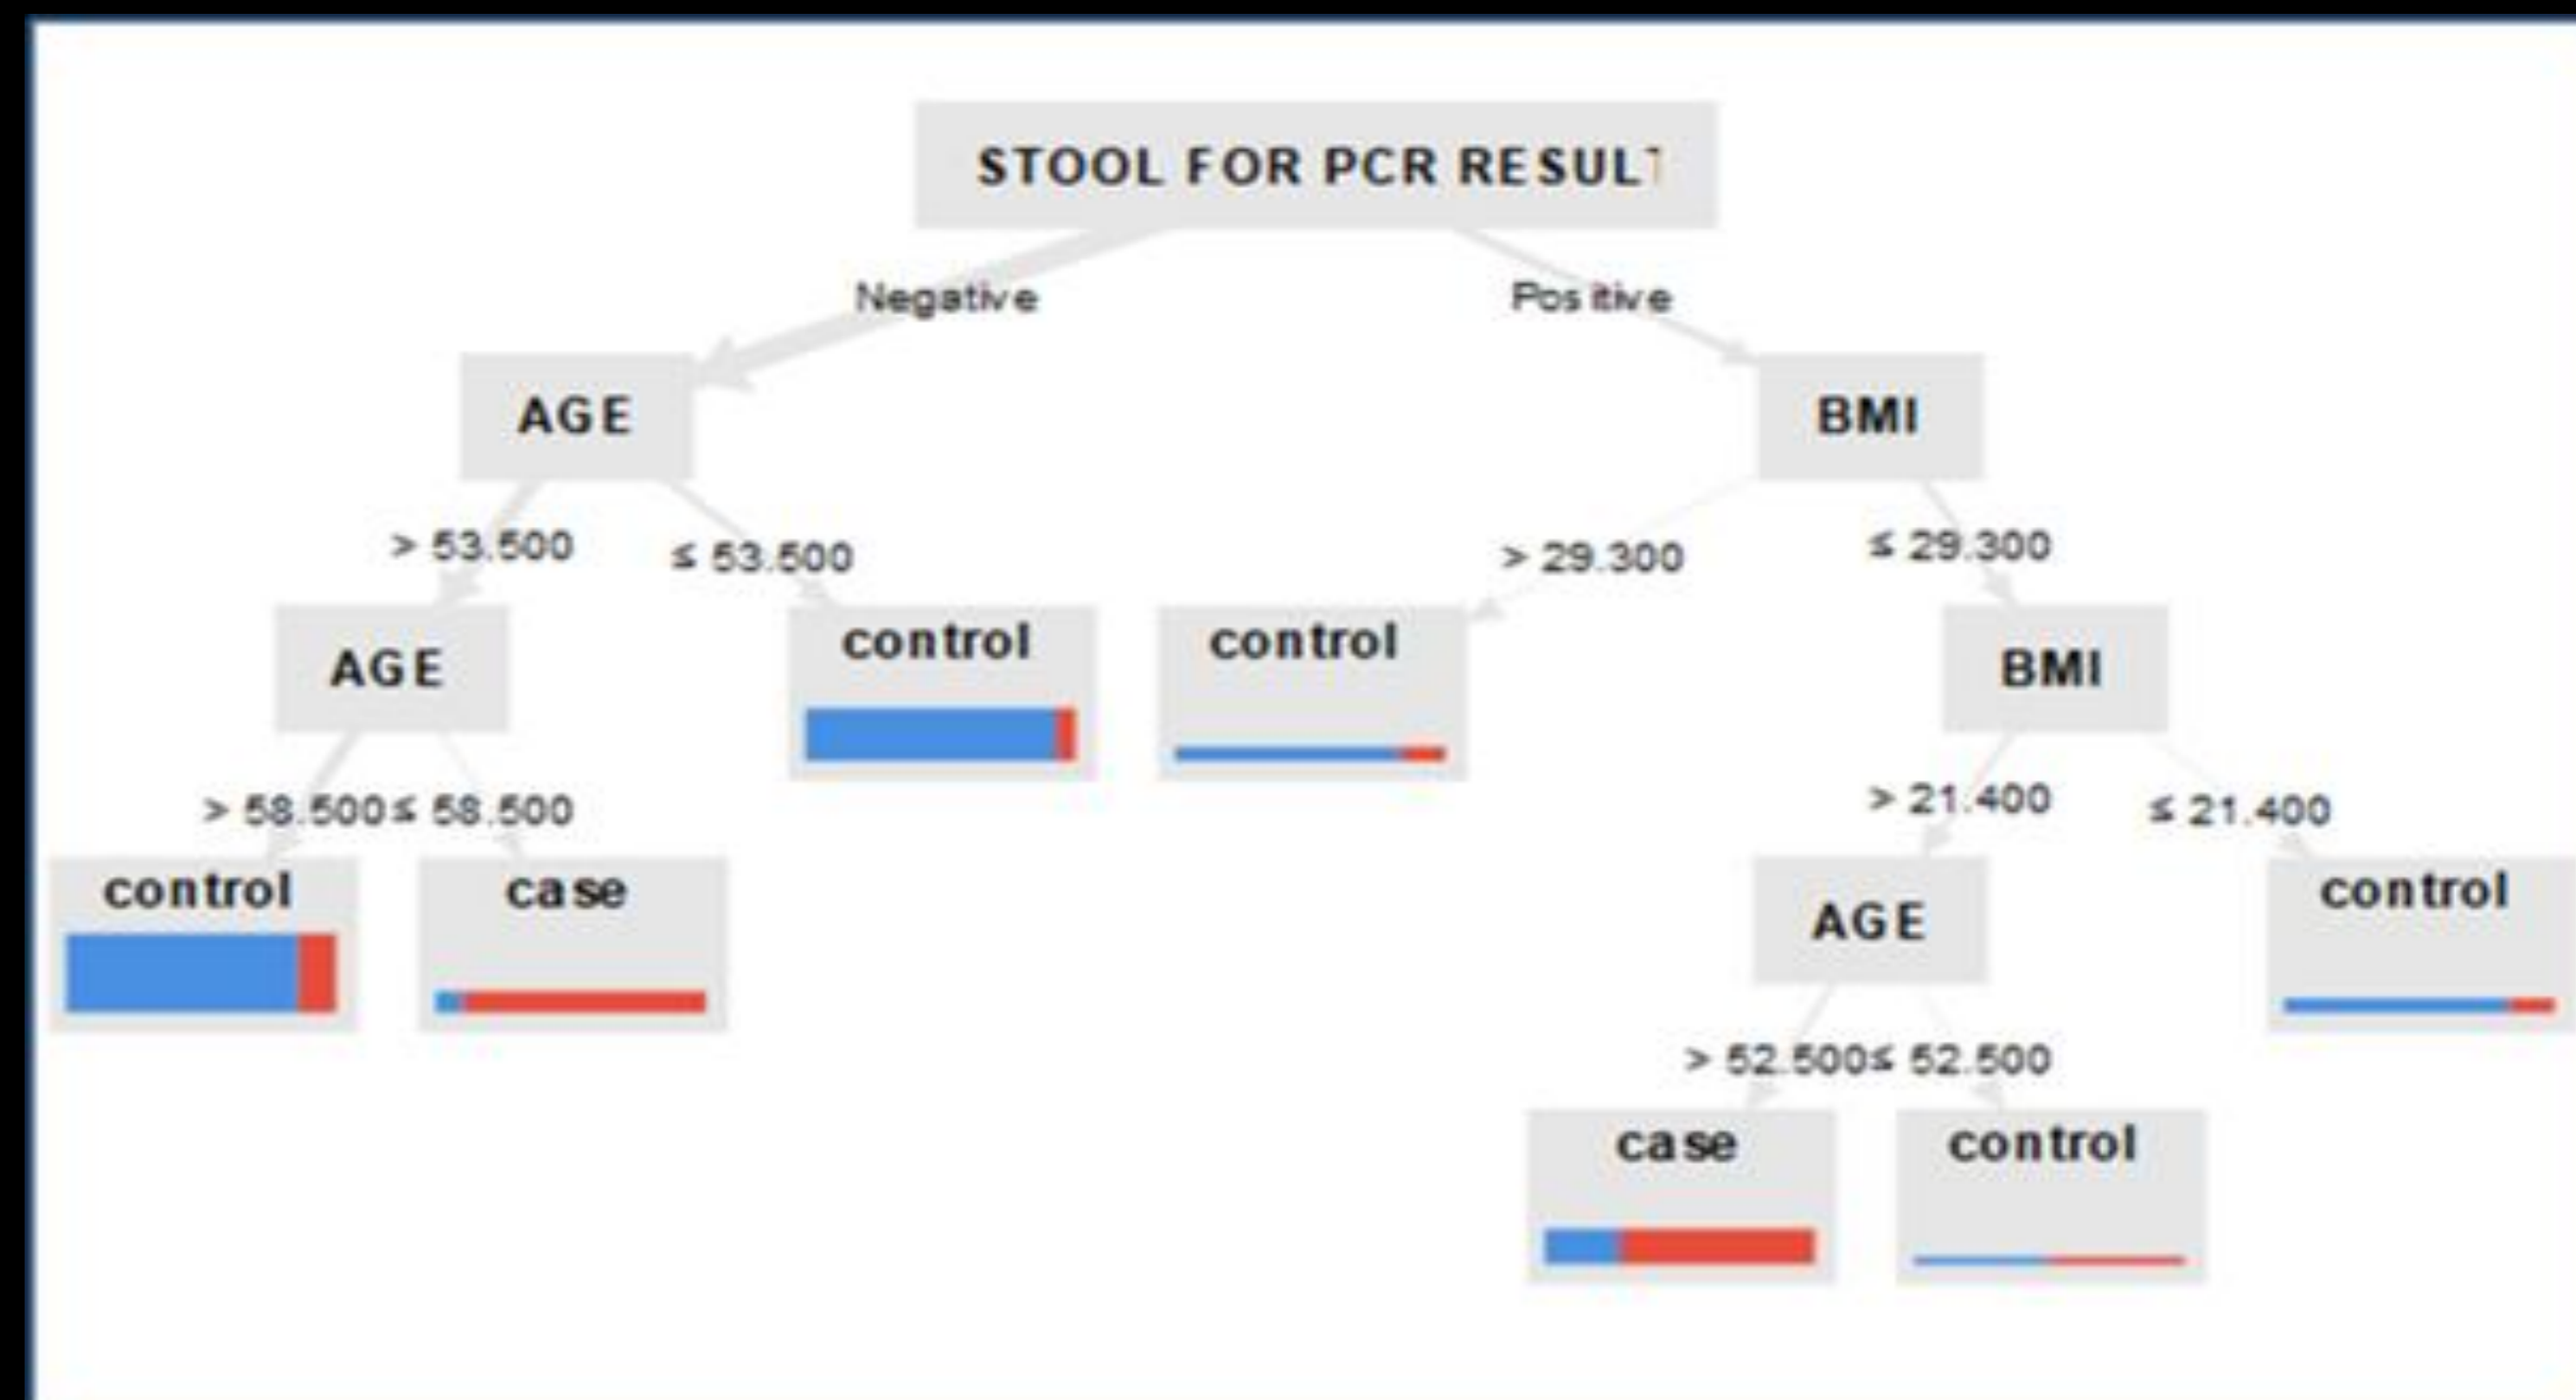 STOOL FOR PCR RESULT
Negative
Positive
AGE
BMI
> 53.500
≤ 53.500
> 29.300
≤ 29.300
AGE
control
control
BMI
> 58.500
≤ 58.500
> 21.400
≤ 21.400
control
case
AGE
control
> 52.500
≤ 52.500
case
control